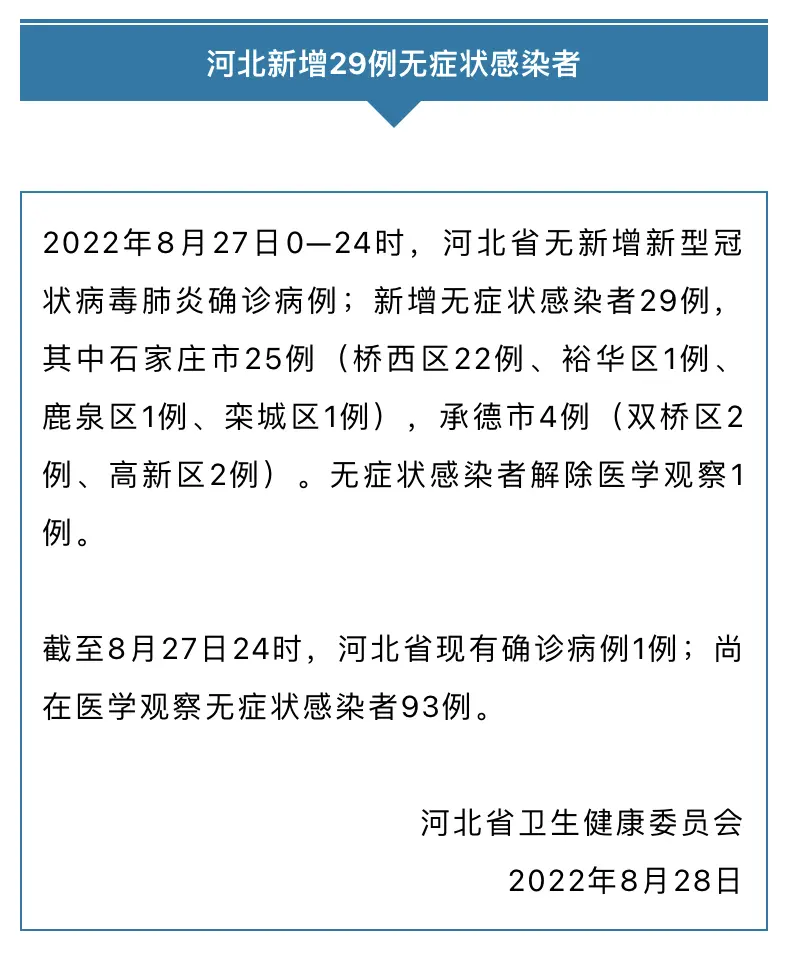 河北新增29例无症状感染者
2022年8月27日0—24时，河北省无新增新型冠
状病毒肺炎确诊病例；新增无症状感染者29例，
其中石家庄市25例（桥西区22例、裕华区1例、
鹿泉区1例、栾城区1例），承德市4例（双桥区2
例、高新区2例）。无症状感染者解除医学观察1
例。
截至8月27日24时，河北省现有确诊病例1例；尚
在医学观察无症状感染者93例。
河北省卫生健康委员会
2022年8月28日